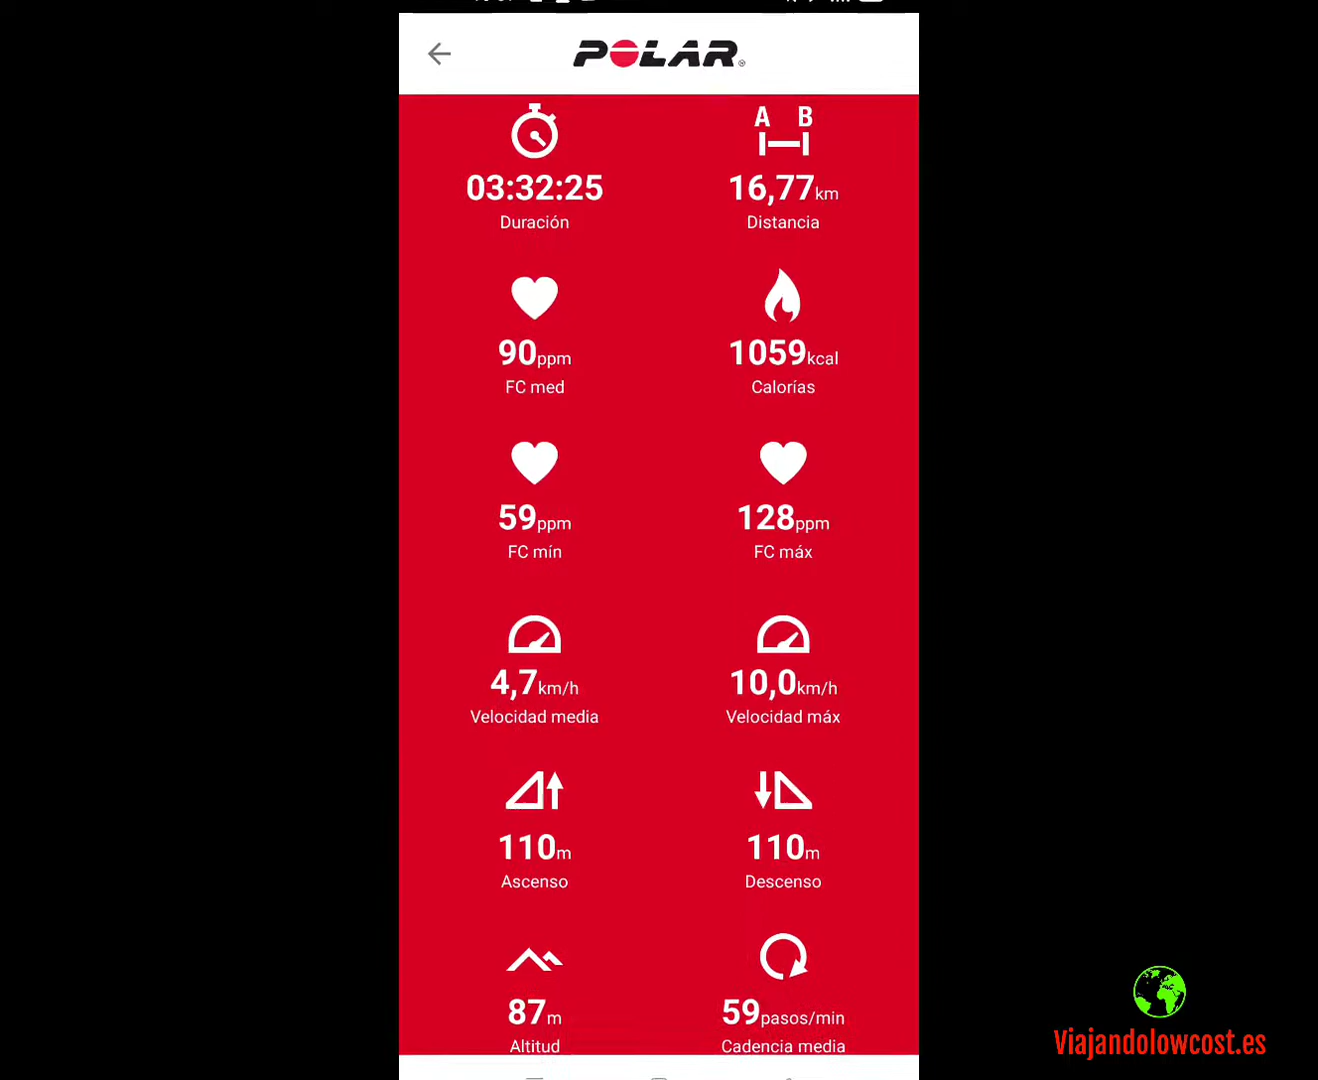 POLAR®
A B
03:32:25 16,77km
Duración Distancia
90ppm 1059kcal
FC med Calorías
59ppm 128ppm
FC mín FC máx
4,7km/h 10,0km/h
Velocidad media Velocidad máx
110m 110m
Ascenso Descenso
87m 59pasos/min
Altitud Cadencia media
Viajandolowcost.es